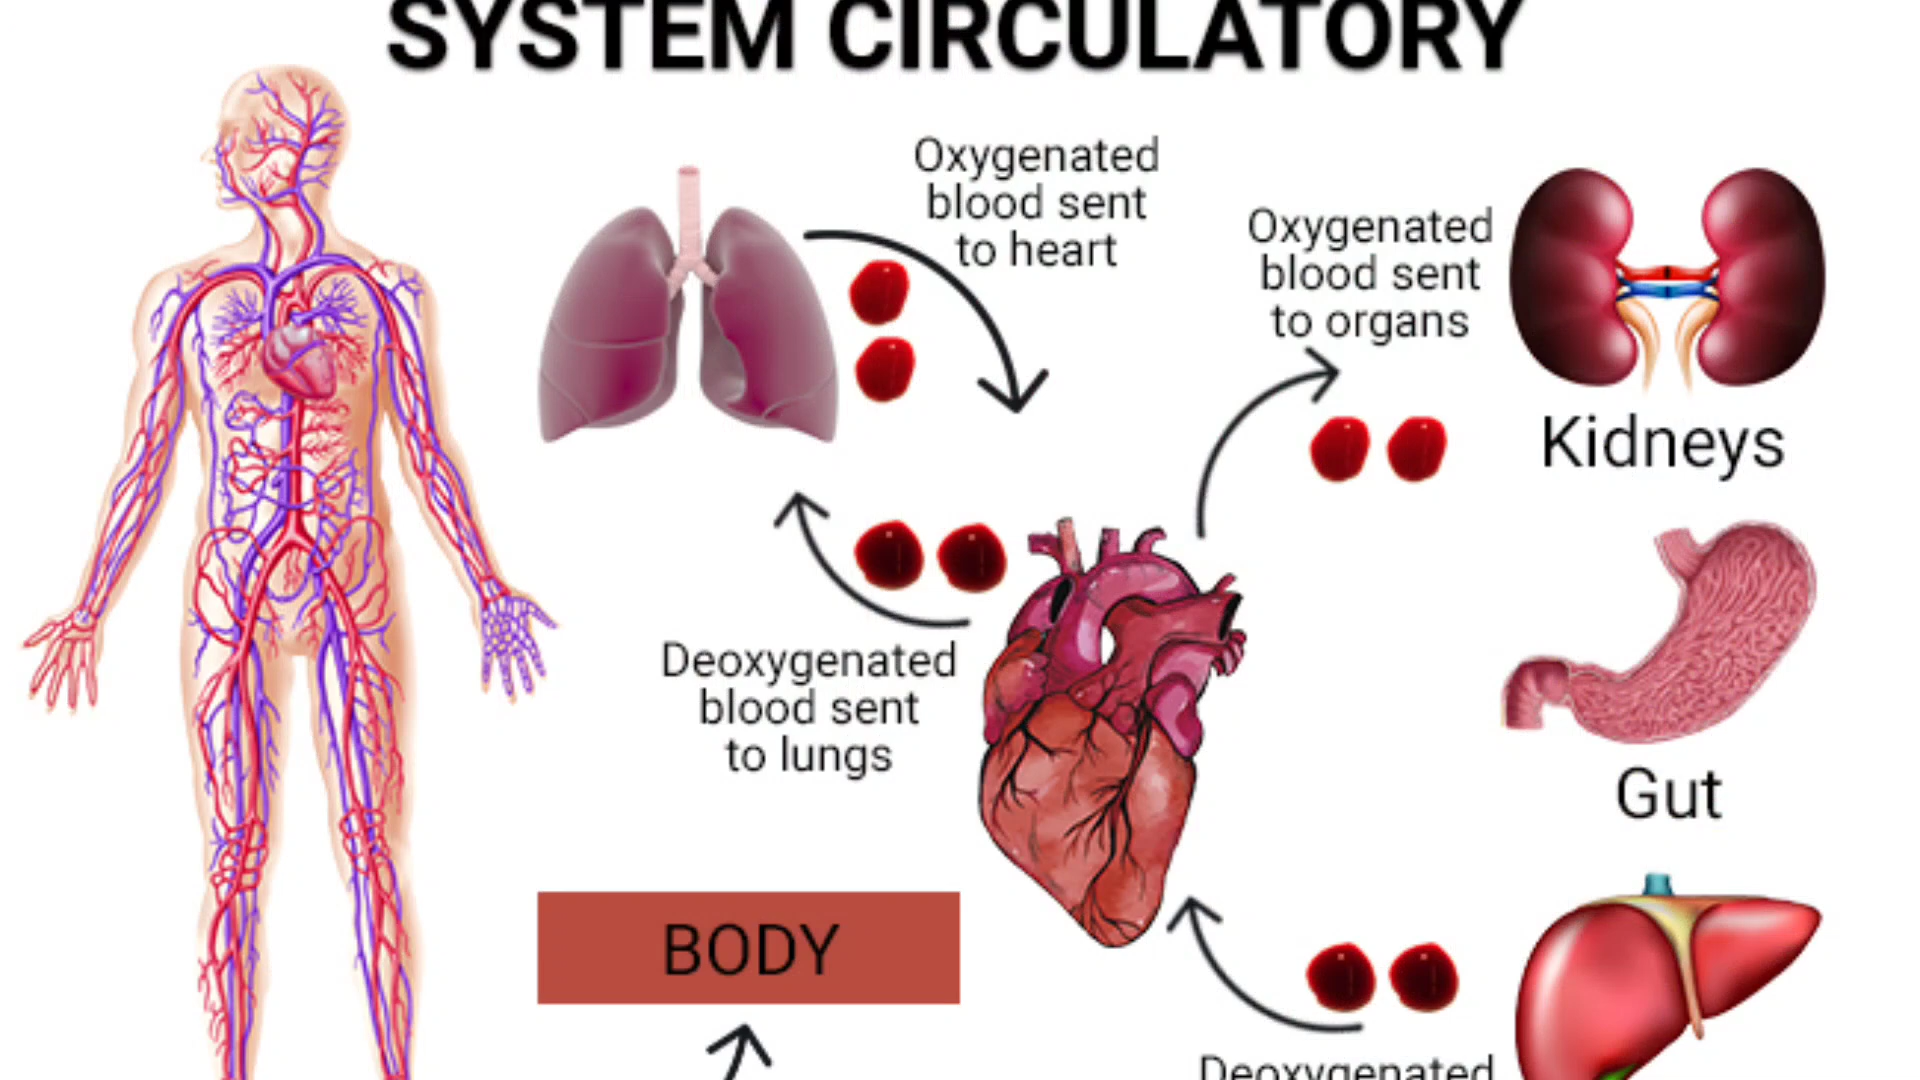 SYSTEM CIRCULATORY
Oxygenated
blood sent
to heart
Oxygenated
blood sent
to organs
Kidneys
Deoxygenated
blood sent
to lungs
Gut
BODY
Deoxygenated